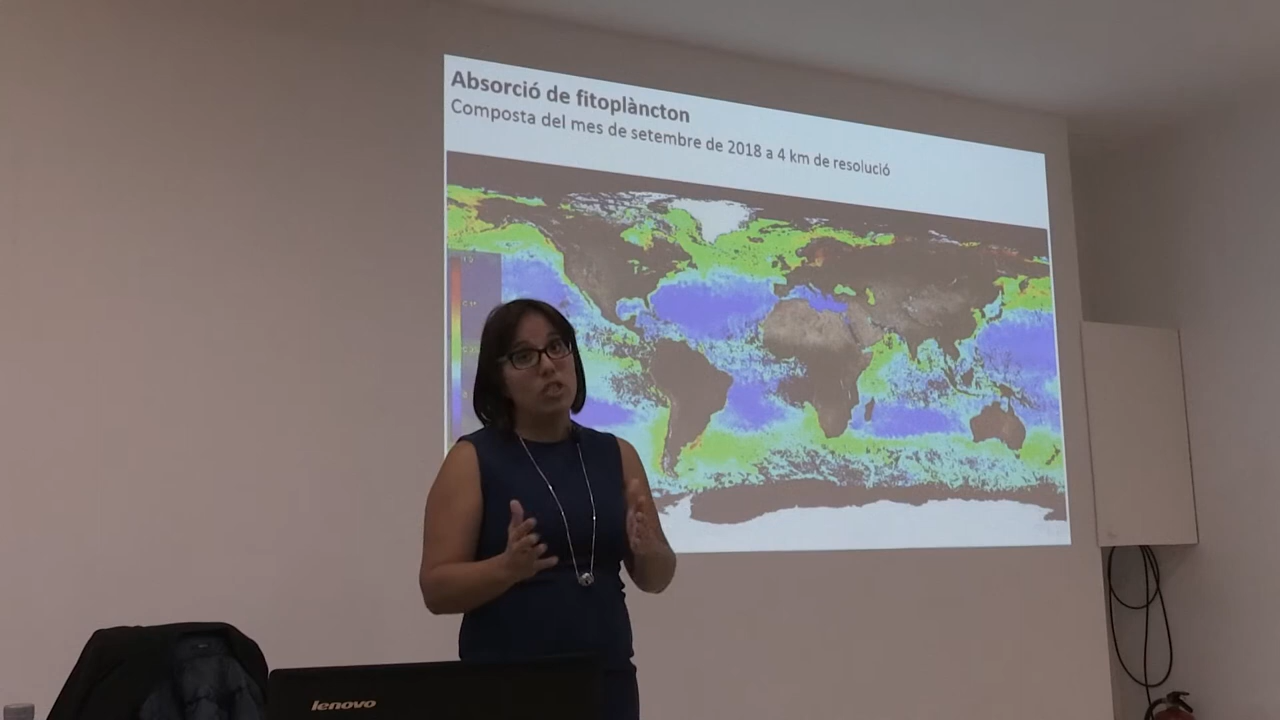 Absorció de fitoplàncton
Composta del mes de setembre de 2018 a 4 km de resolució
lenovo